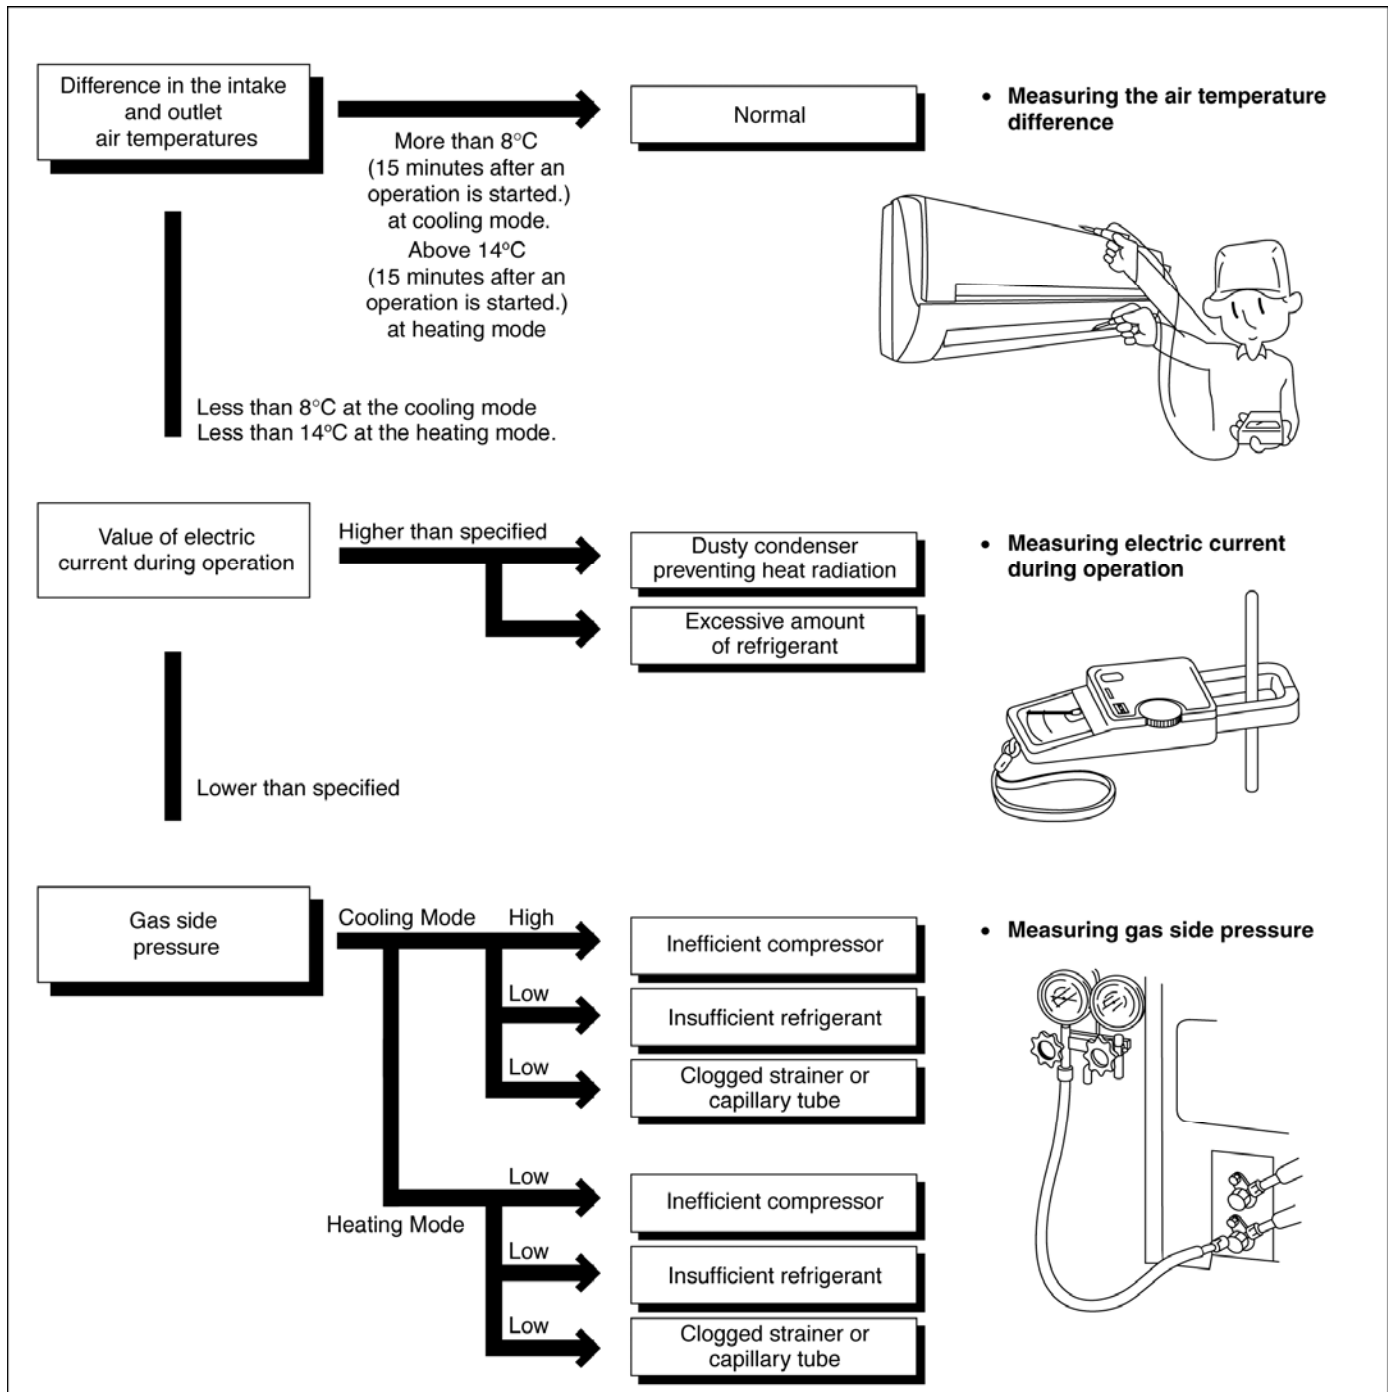 Difference in the intake
and outlet
air temperatures
More than 8°C
(15 minutes after an
operation is started.)
at cooling mode.
Above 14°C
(15 minutes after an
operation is started.)
at heating mode
Normal
• Measuring the air temperature
difference
Less than 8°C at the cooling mode
Less than 14°C at the heating mode.
Value of electric
current during operation
Higher than specified
Dusty condenser
preventing heat radiation
Excessive amount
of refrigerant
• Measuring electric current
during operation
Lower than specified
Gas side
pressure
Cooling Mode
High
Inefficient compressor
Low
Insufficient refrigerant
Low
Clogged strainer or
capillary tube
Heating Mode
Low
Inefficient compressor
Low
Insufficient refrigerant
Low
Clogged strainer or
capillary tube
• Measuring gas side pressure